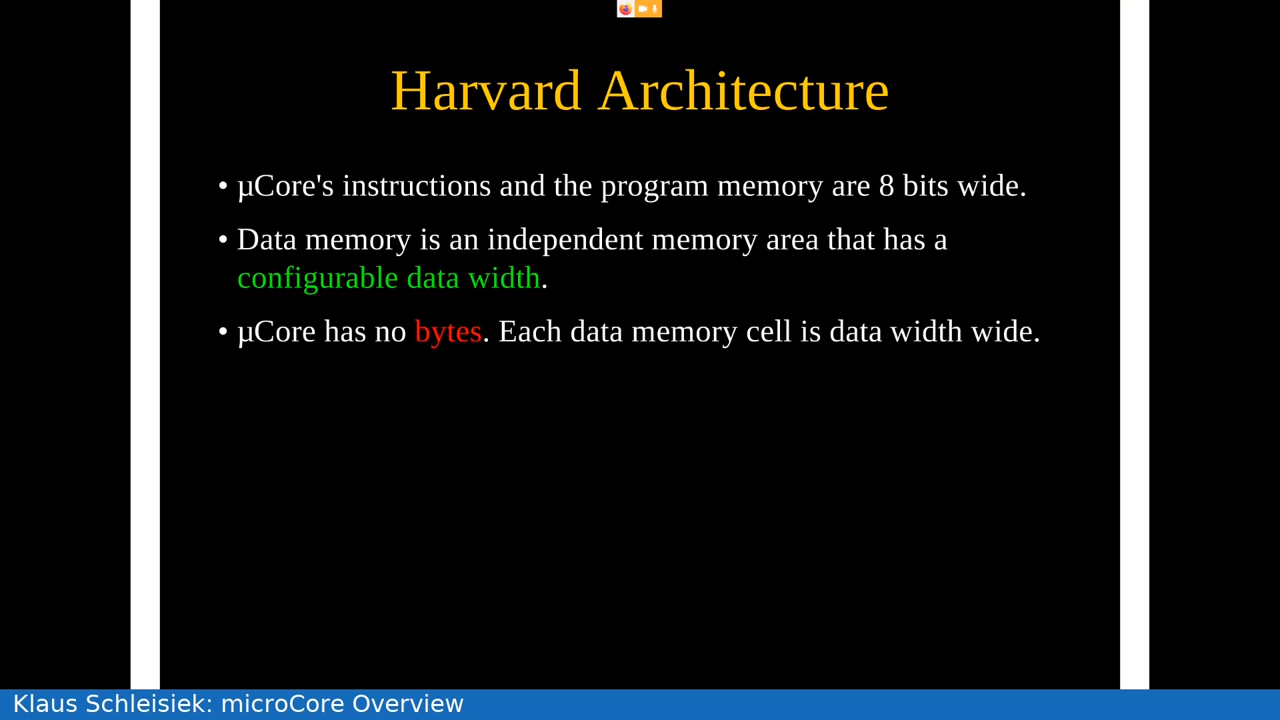 Harvard Architecture
• µCore's instructions and the program memory are 8 bits wide.
• Data memory is an independent memory area that has a
configurable data width.
• µCore has no bytes. Each data memory cell is data width wide.
Klaus Schleisiek: microCore Overview